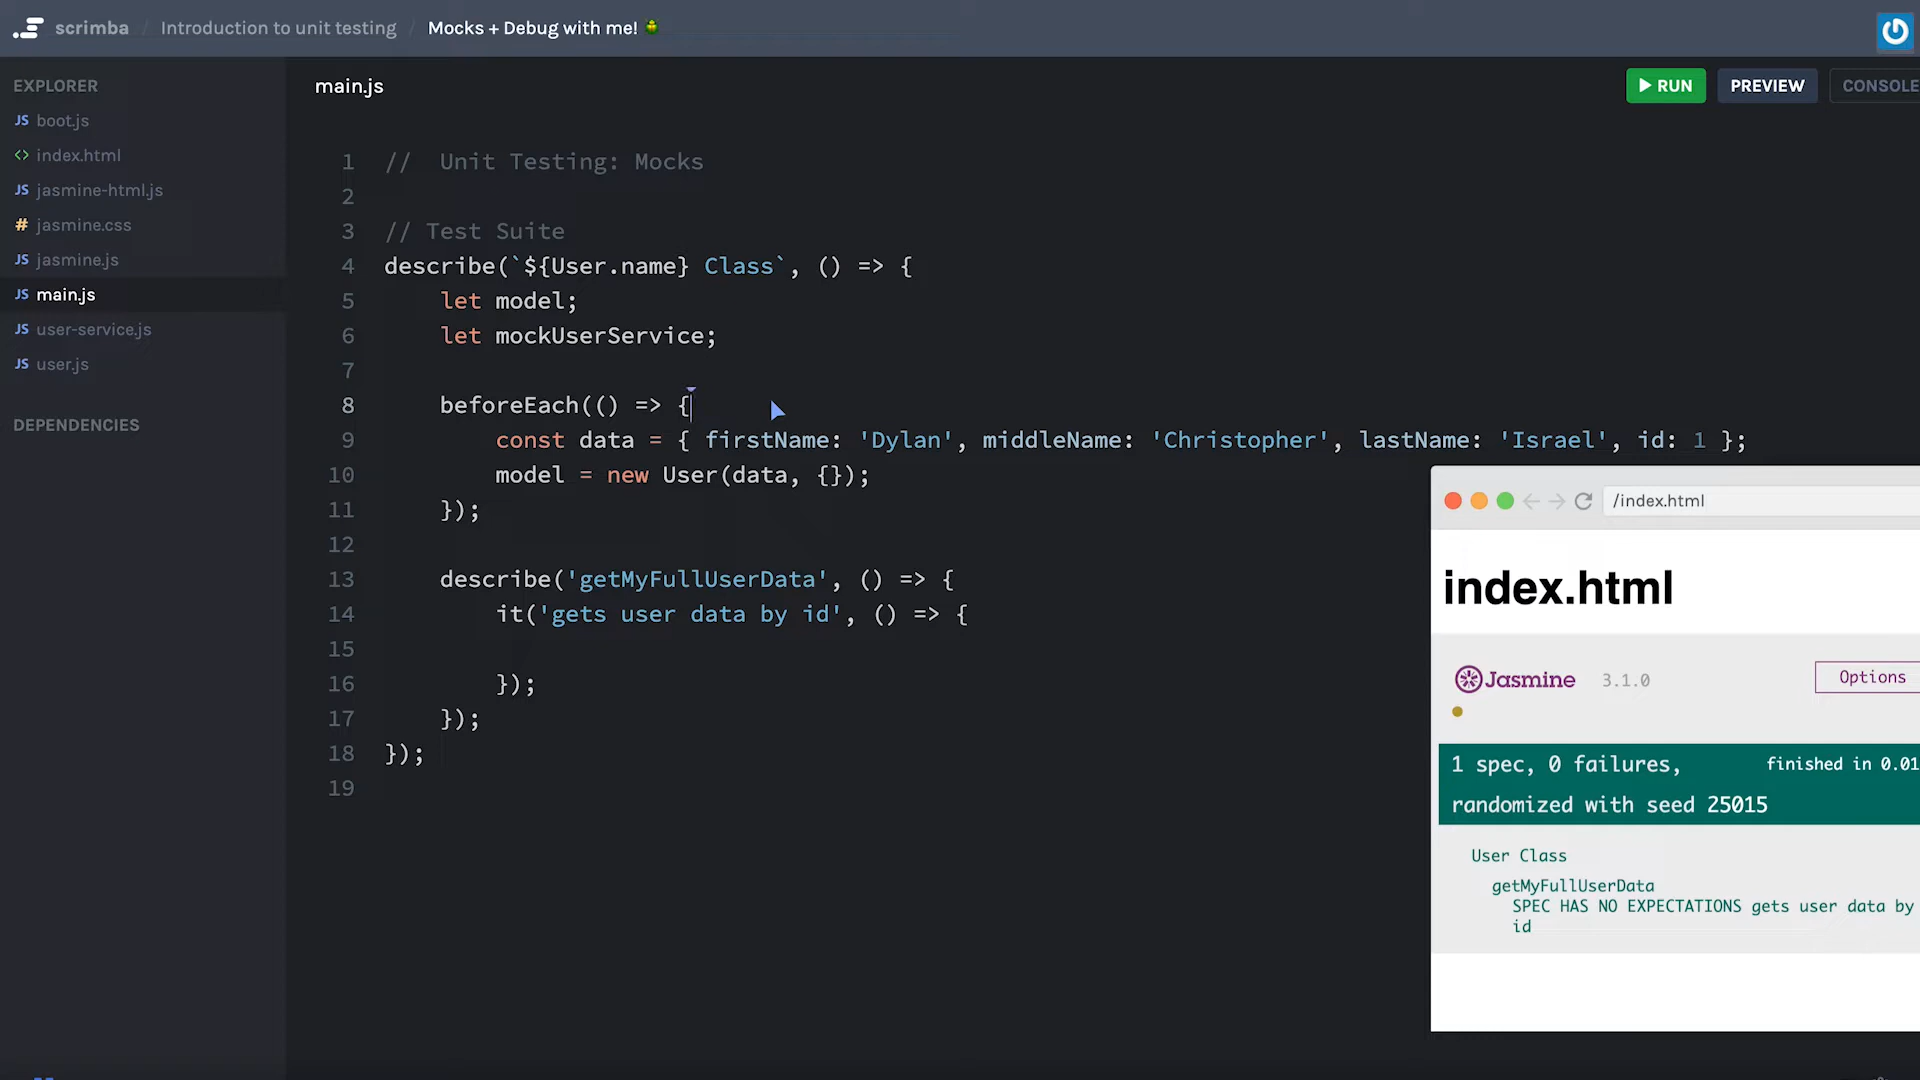 scrimba / Introduction to unit testing / Mocks + Debug with me!
EXPLORER
JS boot.js
<> index.html
JS jasmine-html.js
# jasmine.css
JS jasmine.js
JS main.js
JS user-service.js
JS user.js
DEPENDENCIES
main.js
RUN PREVIEW CONSOLE
1 // Unit Testing: Mocks
2
3 // Test Suite
4 describe(`${User.name} Class`, () => {
5 let model;
6 let mockUserService;
7
8 beforeEach(() => {
9 const data = { firstName: 'Dylan', middleName: 'Christopher', lastName: 'Israel', id: 1 };
10 model = new User(data, {});
11 });
12
13 describe('getMyFullUserData', () => {
14 it('gets user data by id', () => {
15
16 });
17 });
18 });
19
/index.html
index.html
Jasmine 3.1.0 Options
1 spec, 0 failures, finished in 0.01
randomized with seed 25015
User Class
getMyFullUserData
SPEC HAS NO EXPECTATIONS gets user data by
id